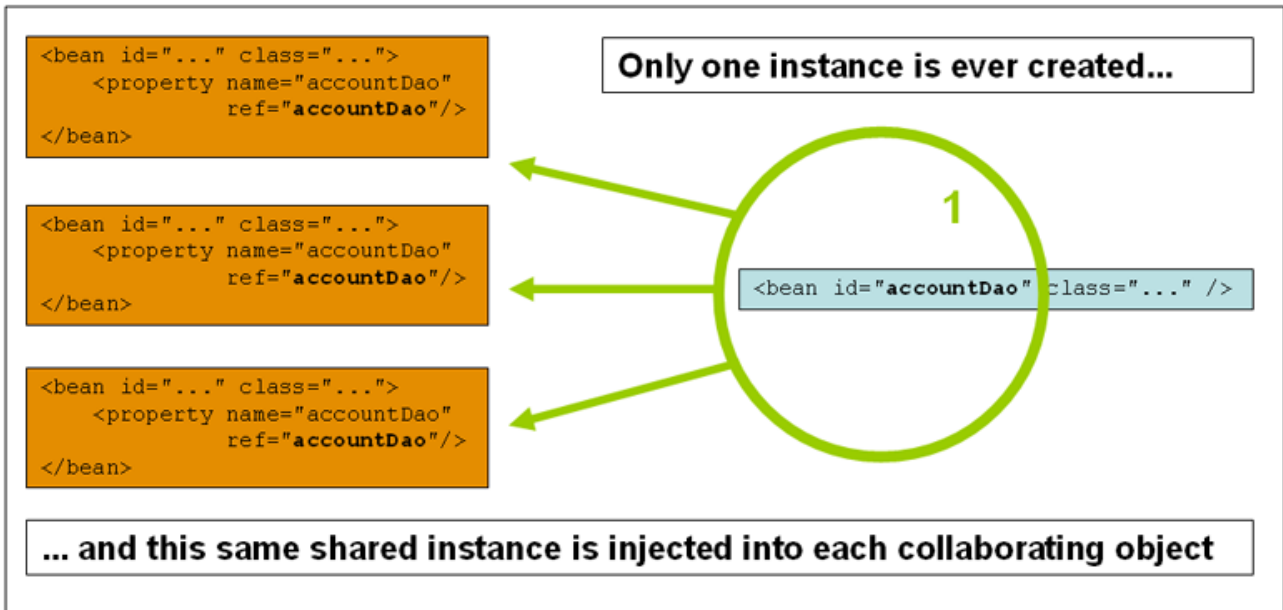 <bean id="..." class="...">
    <property name="accountDao"
              ref="accountDao"/>
</bean>
Only one instance is ever created...
1
<bean id="..." class="...">
    <property name="accountDao"
              ref="accountDao"/>
</bean>
<bean id="accountDao" class="..." />
<bean id="..." class="...">
    <property name="accountDao"
              ref="accountDao"/>
</bean>
... and this same shared instance is injected into each collaborating object